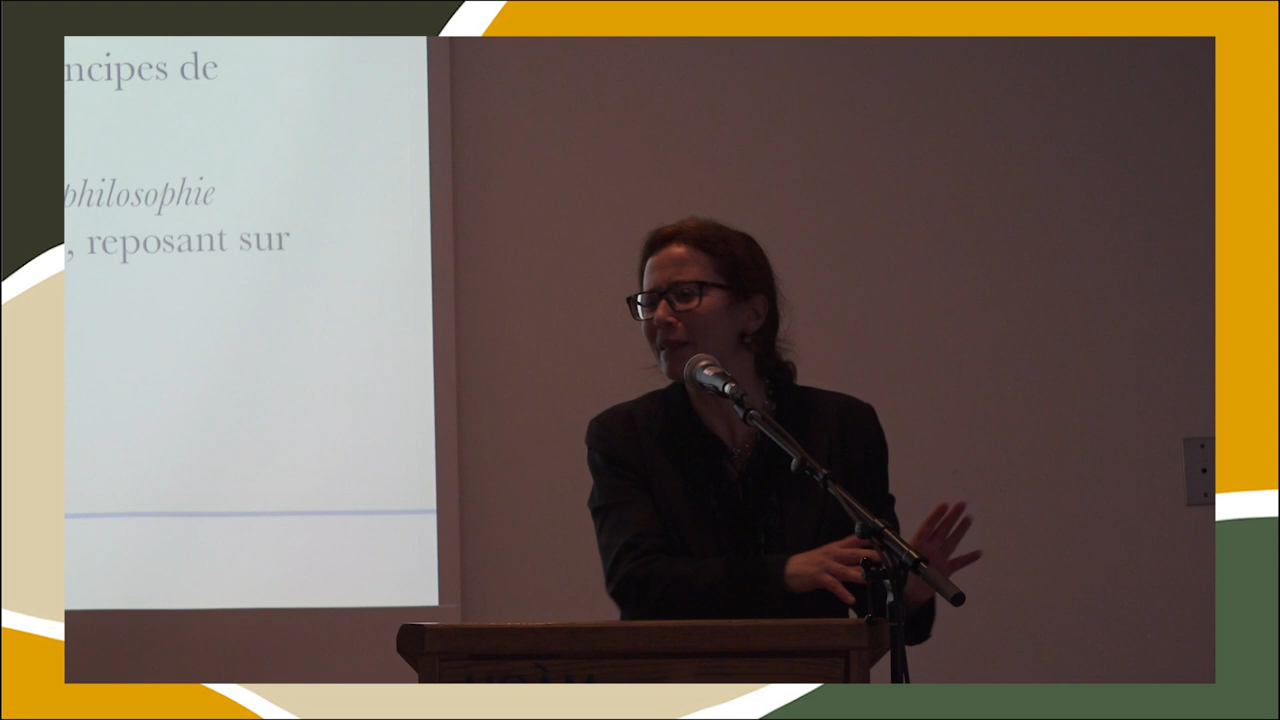 ncipes de
philosophie
, reposant sur